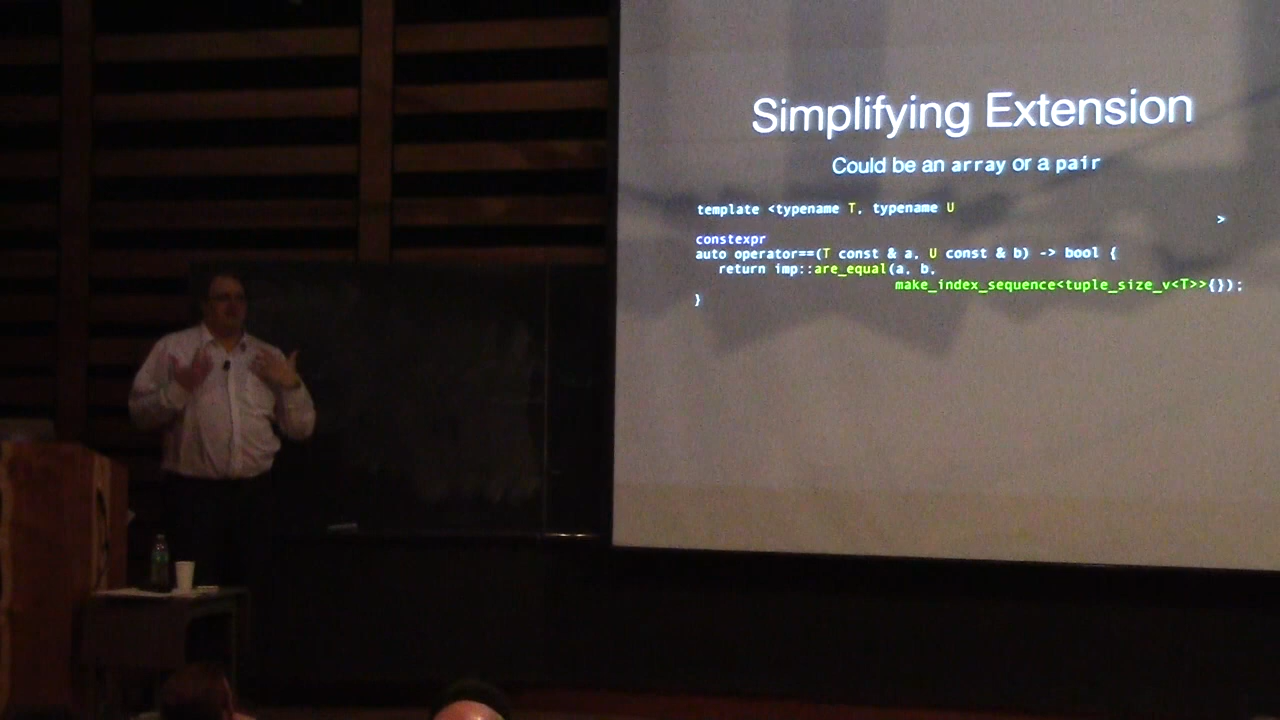 Simplifying Extension
Could be an array or a pair
template <typename T, typename U
>
constexpr
auto operator==(T const & a, U const & b) -> bool {
return imp::are_equal(a, b,
make_index_sequence<tuple_size_v<T>>{});
}